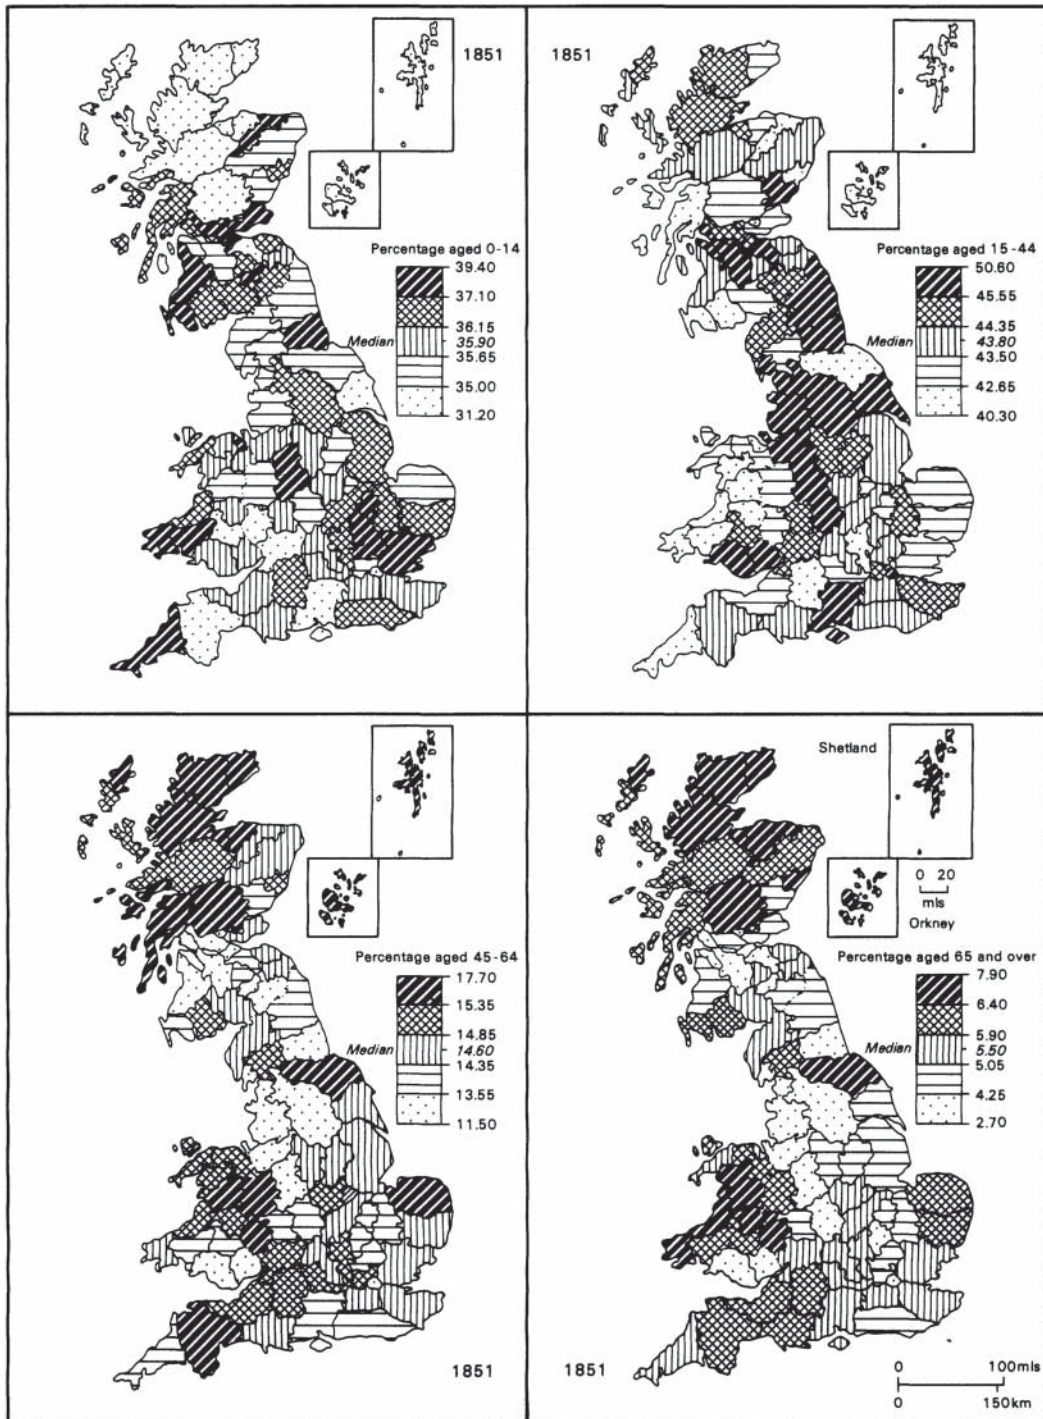 1851
Percentage aged 0-14
39.40
37.10
36.15
Median 35.90
35.65
35.00
31.20
1851
Percentage aged 15-44
50.60
45.55
44.35
Median 43.80
43.50
42.65
40.30
Percentage aged 45-64
17.70
15.35
14.85
Median 14.60
14.35
13.55
11.50
1851
Shetland
0 20
mls
Orkney
Percentage aged 65 and over
7.90
6.40
5.90
Median 5.50
5.05
4.25
2.70
1851
0 100mls
0 150km